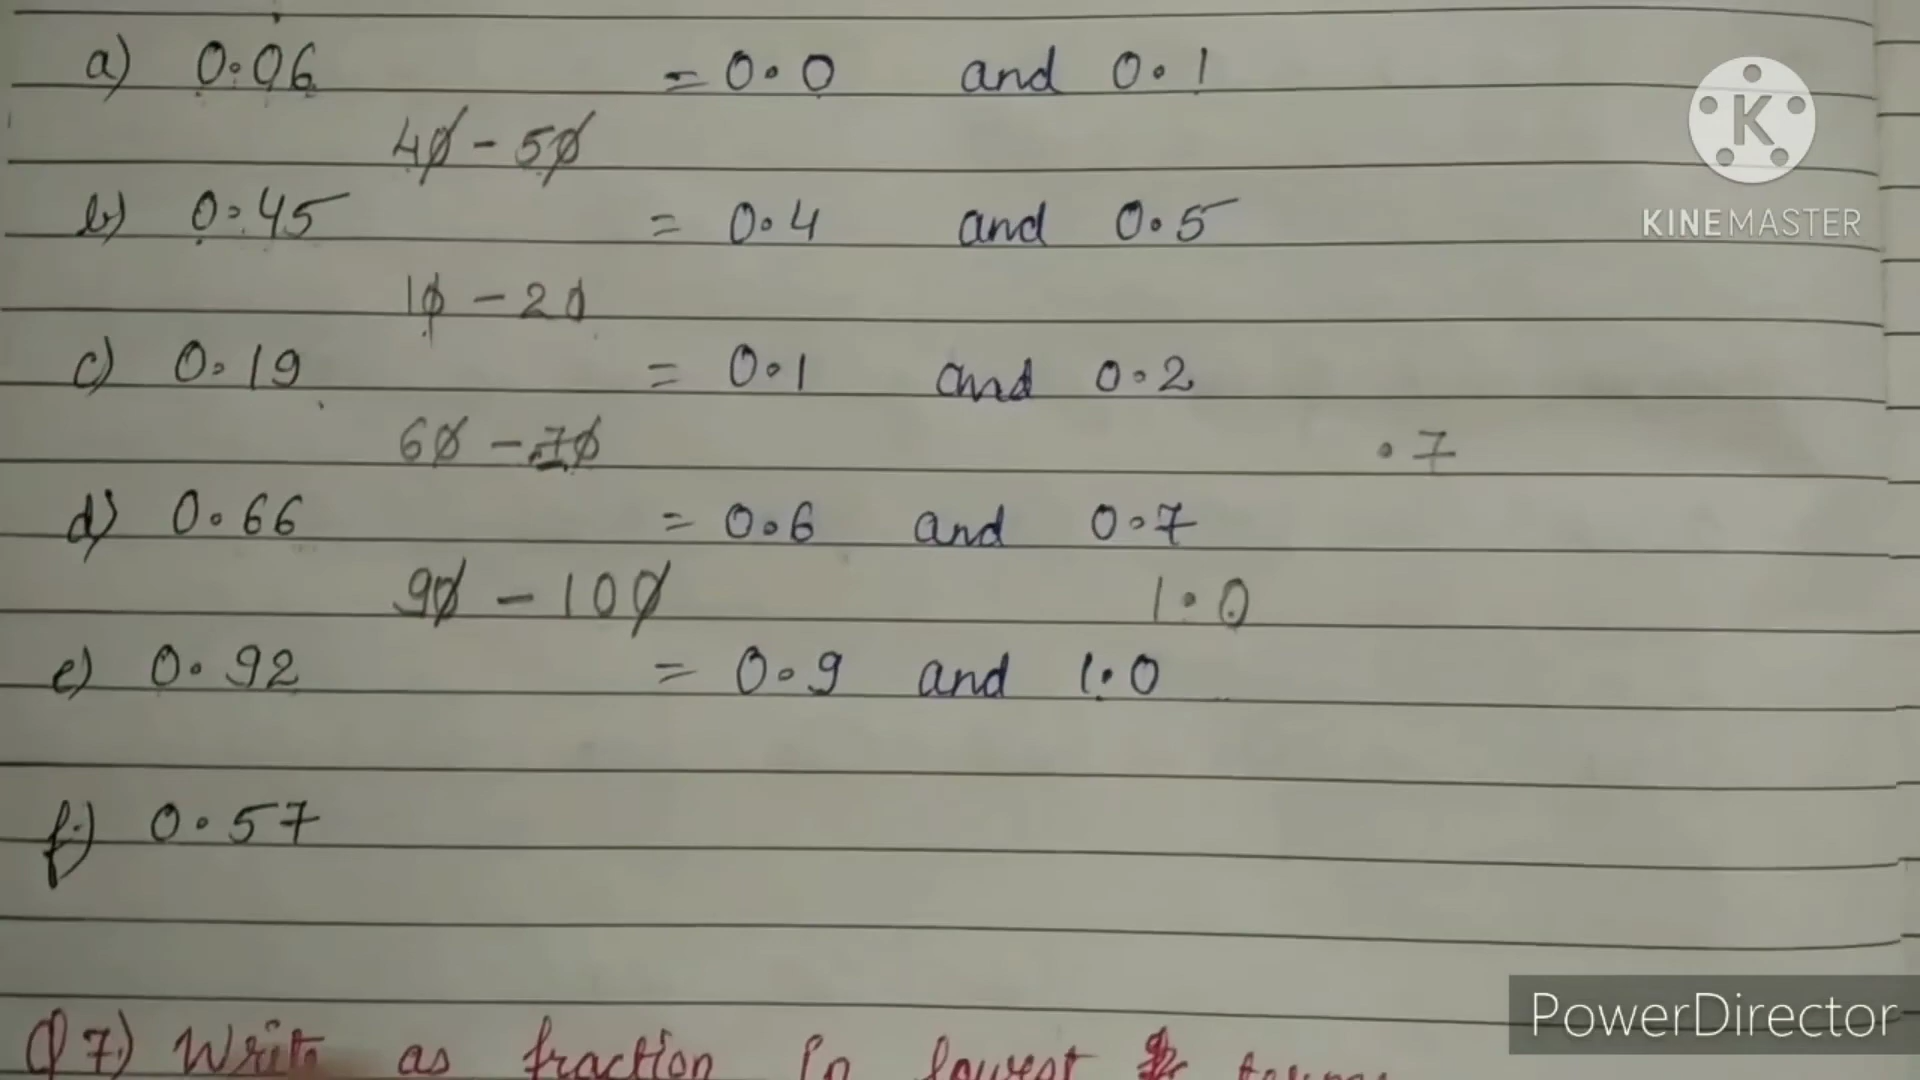 a) 0.06 = 0.0 and 0.1
40 - 50
b) 0.45 = 0.4 and 0.5
10 - 20
c) 0.19 = 0.1 and 0.2
60 - 70 .7
d) 0.66 = 0.6 and 0.7
90 - 100 1.0
e) 0.92 = 0.9 and 1.0
f) 0.57
Q7.) Write as fraction in lowest terms
K
KINEMASTER
PowerDirector